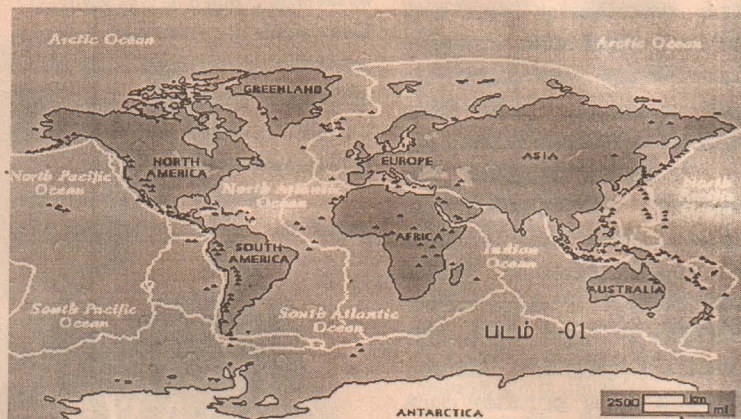 Arctic Ocean
Arctic Ocean
GREENLAND
NORTH
AMERICA
EUROPE
ASIA
North Pacific
Ocean
North Atlantic
Ocean
North
AFRICA
SOUTH
AMERICA
Indian
Ocean
AUSTRALIA
South Pacific
Ocean
South Atlantic
Ocean
படம் -01
ANTARCTICA
2500
km
mi